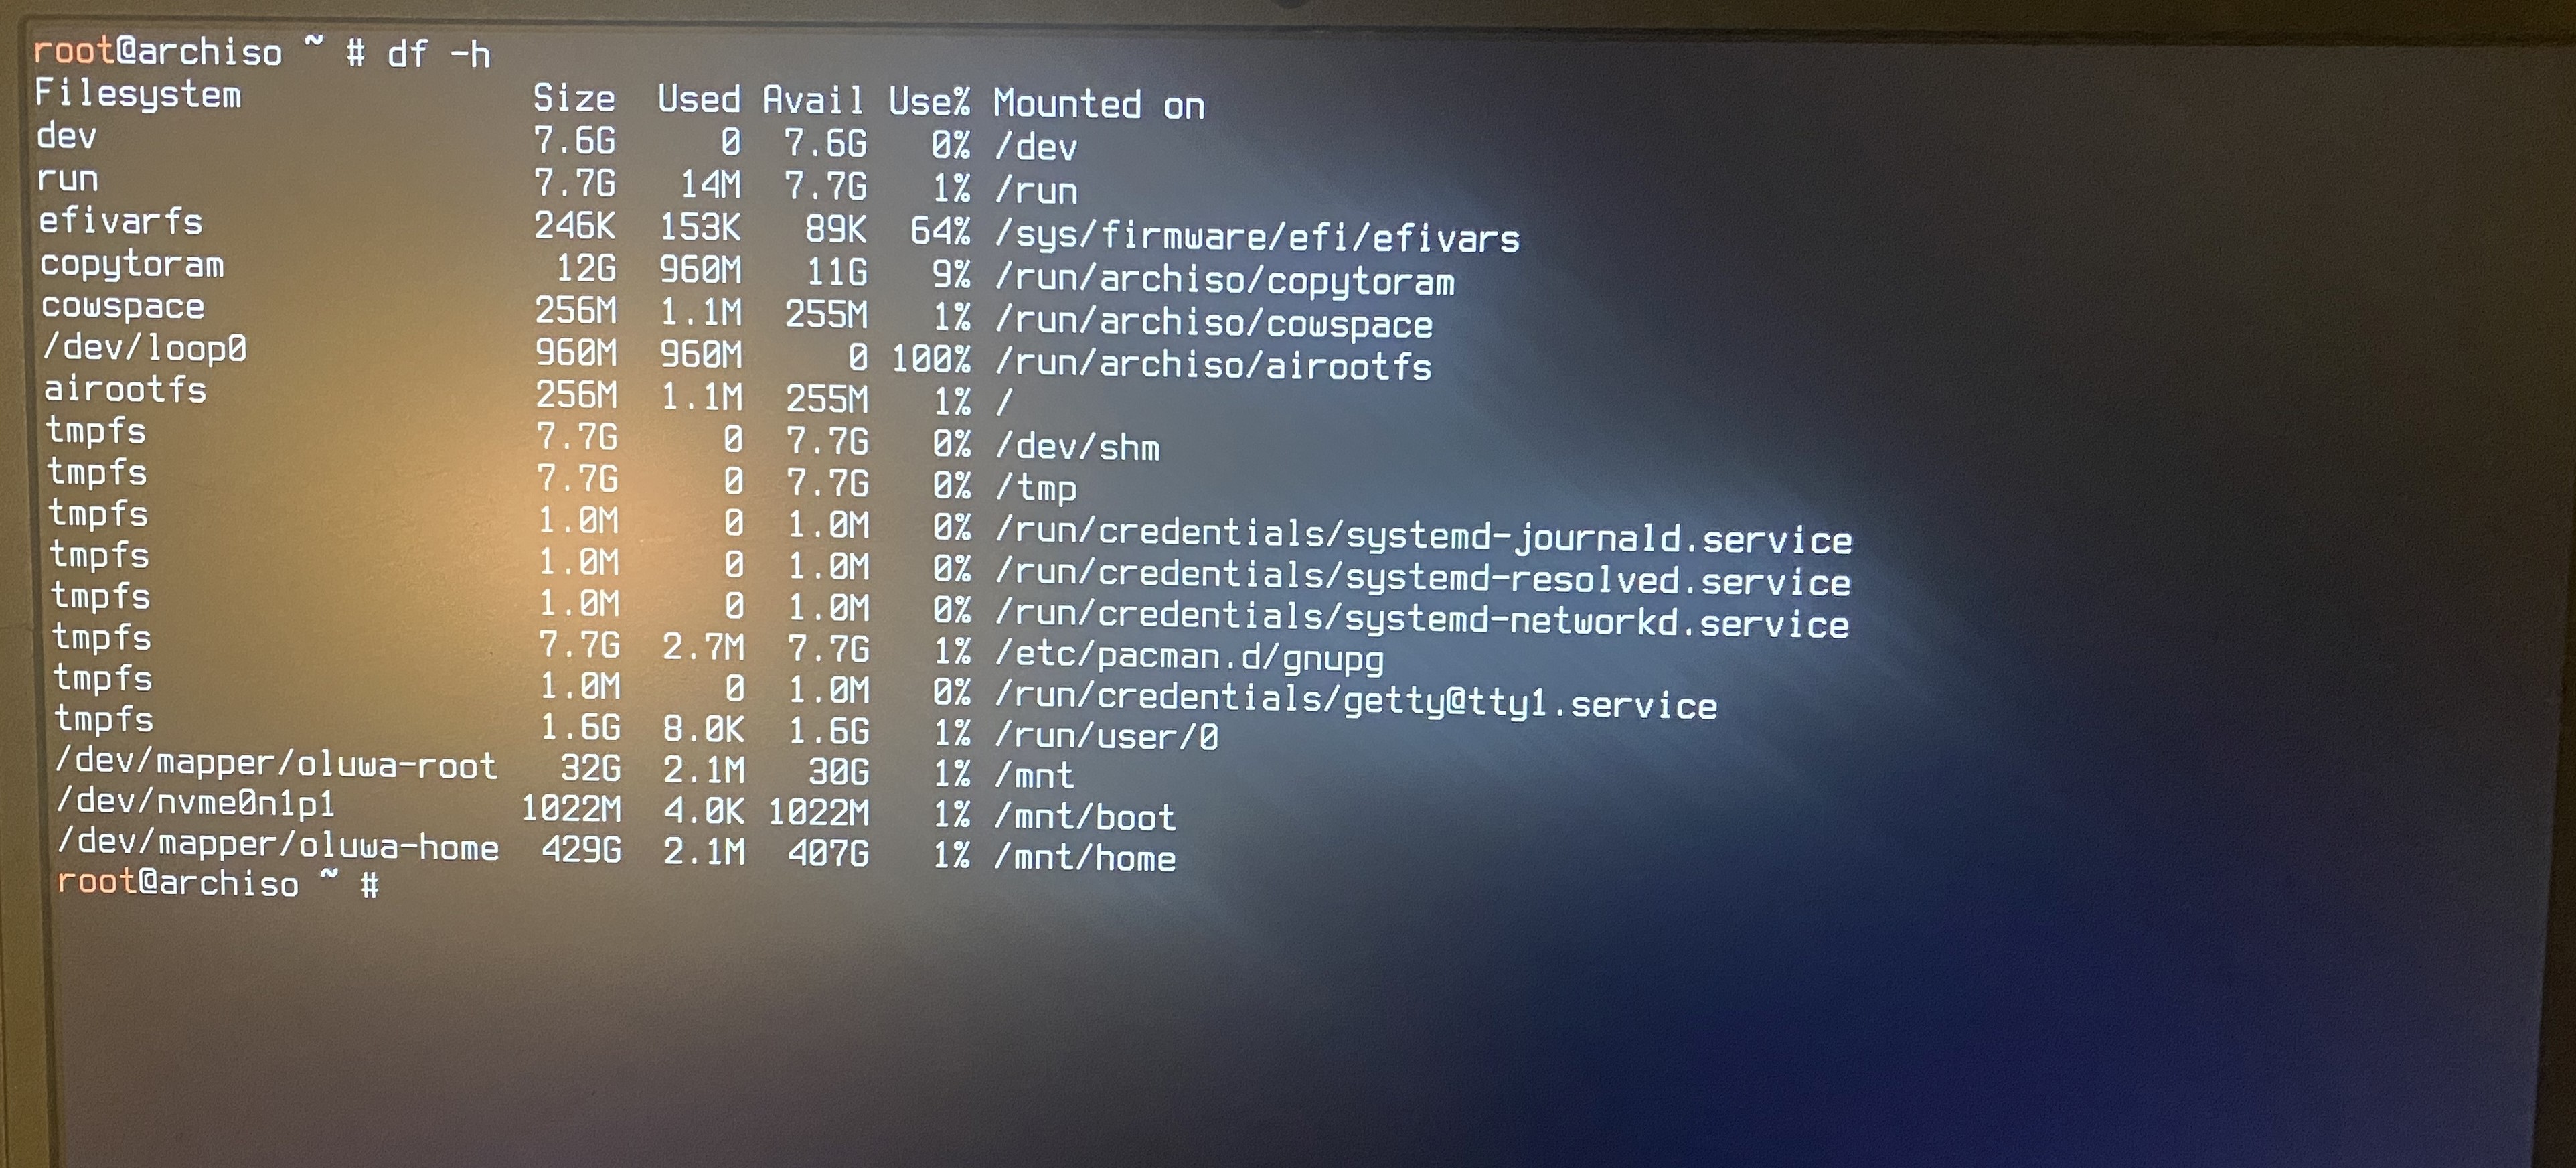 root@archiso ~ # df -h
Filesystem Size Used Avail Use% Mounted on
dev 7.6G 0 7.6G 0% /dev
run 7.7G 14M 7.7G 1% /run
efivarfs 246K 153K 89K 64% /sys/firmware/efi/efivars
copytoram 12G 960M 11G 9% /run/archiso/copytoram
cowspace 256M 1.1M 255M 1% /run/archiso/cowspace
/dev/loop0 960M 960M 0 100% /run/archiso/airootfs
airootfs 256M 1.1M 255M 1% /
tmpfs 7.7G 0 7.7G 0% /dev/shm
tmpfs 7.7G 0 7.7G 0% /tmp
tmpfs 1.0M 0 1.0M 0% /run/credentials/systemd-journald.service
tmpfs 1.0M 0 1.0M 0% /run/credentials/systemd-resolved.service
tmpfs 1.0M 0 1.0M 0% /run/credentials/systemd-networkd.service
tmpfs 7.7G 2.7M 7.7G 1% /etc/pacman.d/gnupg
tmpfs 1.0M 0 1.0M 0% /run/credentials/getty@tty1.service
tmpfs 1.6G 8.0K 1.6G 1% /run/user/0
/dev/mapper/oluwa-root 32G 2.1M 30G 1% /mnt
/dev/nvme0n1p1 1022M 4.0K 1022M 1% /mnt/boot
/dev/mapper/oluwa-home 429G 2.1M 407G 1% /mnt/home
root@archiso ~ #